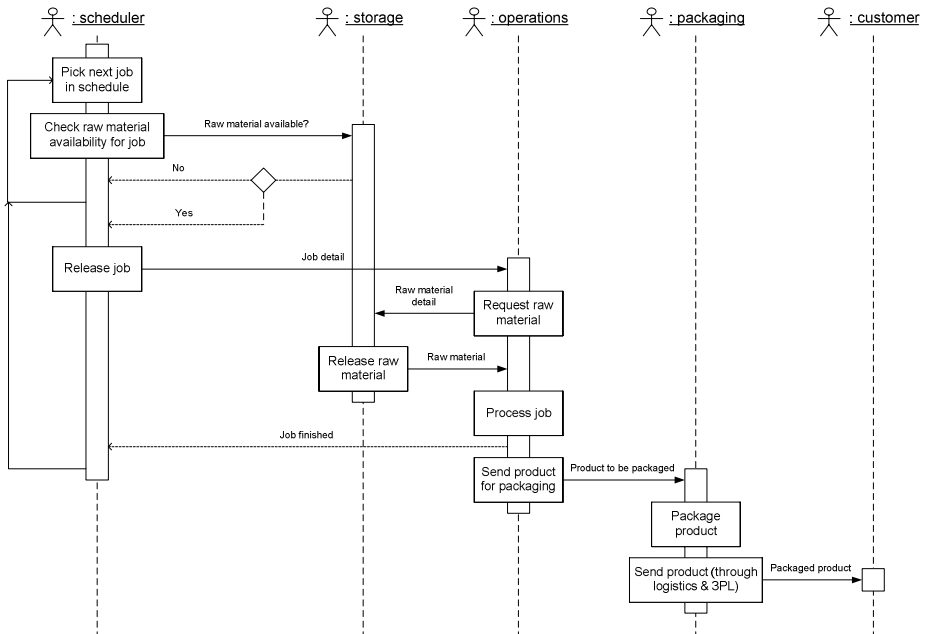 : scheduler
: storage
: operations
: packaging
: customer
Pick next job
in schedule
Check raw material
availability for job
Raw material available?
No
Yes
Release job
Job detail
Raw material
detail
Request raw
material
Release raw
material
Raw material
Process job
Job finished
Send product
for packaging
Product to be packaged
Package
product
Send product (through
logistics & 3PL)
Packaged product